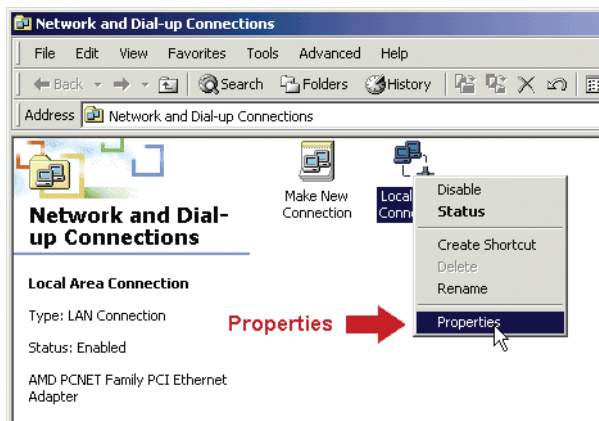 Network and Dial-up Connections
File Edit View Favorites Tools Advanced Help
Back Search Folders History
Address Network and Dial-up Connections
Network and Dial-
up Connections
Local Area Connection
Type: LAN Connection
Status: Enabled
AMD PCNET Family PCI Ethernet
Adapter
Make New
Connection
Local
Conn
Disable
Status
Create Shortcut
Delete
Rename
Properties
Properties